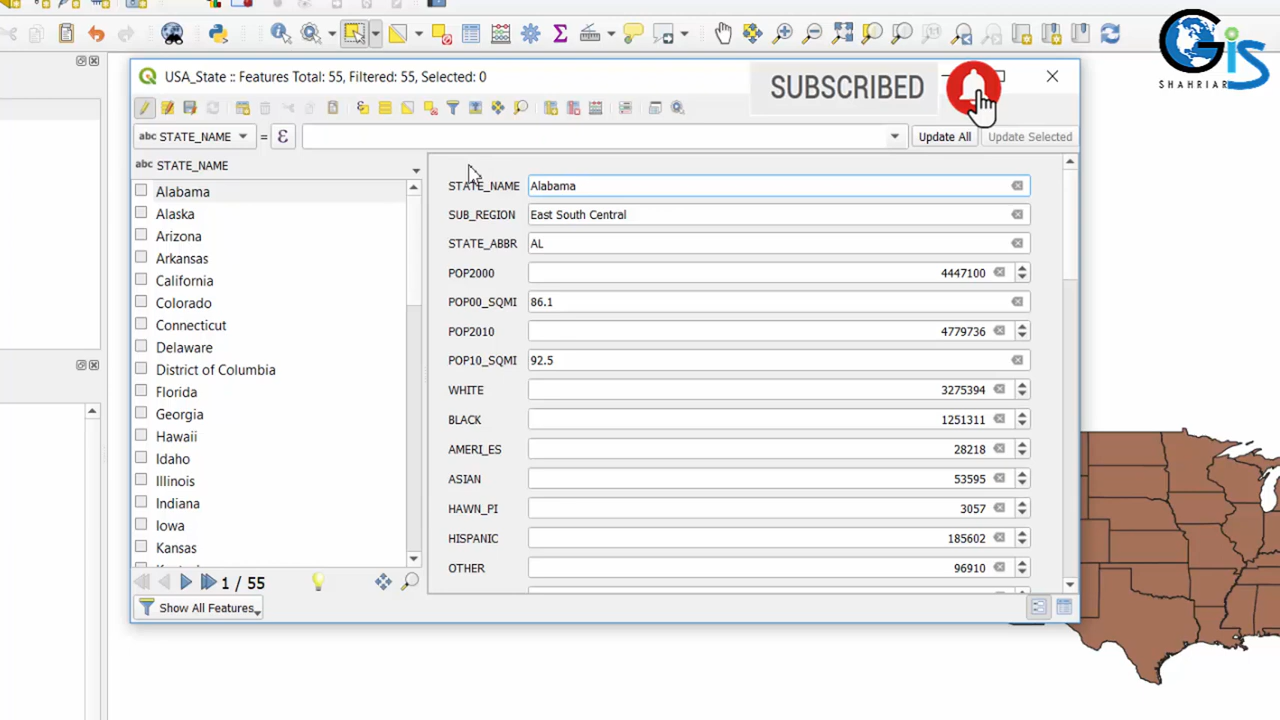 GIS
SHAHRIAR
USA_State :: Features Total: 55, Filtered: 55, Selected: 0
SUBSCRIBED
abc STATE_NAME = ε Update All Update Selected
abc STATE_NAME
Alabama
Alaska
Arizona
Arkansas
California
Colorado
Connecticut
Delaware
District of Columbia
Florida
Georgia
Hawaii
Idaho
Illinois
Indiana
Iowa
Kansas
STATE_NAME Alabama
SUB_REGION East South Central
STATE_ABBR AL
POP2000 4447100
POP00_SQMI 86.1
POP2010 4779736
POP10_SQMI 92.5
WHITE 3275394
BLACK 1251311
AMERI_ES 28218
ASIAN 53595
HAWN_PI 3057
HISPANIC 185602
OTHER 96910
1 / 55
Show All Features